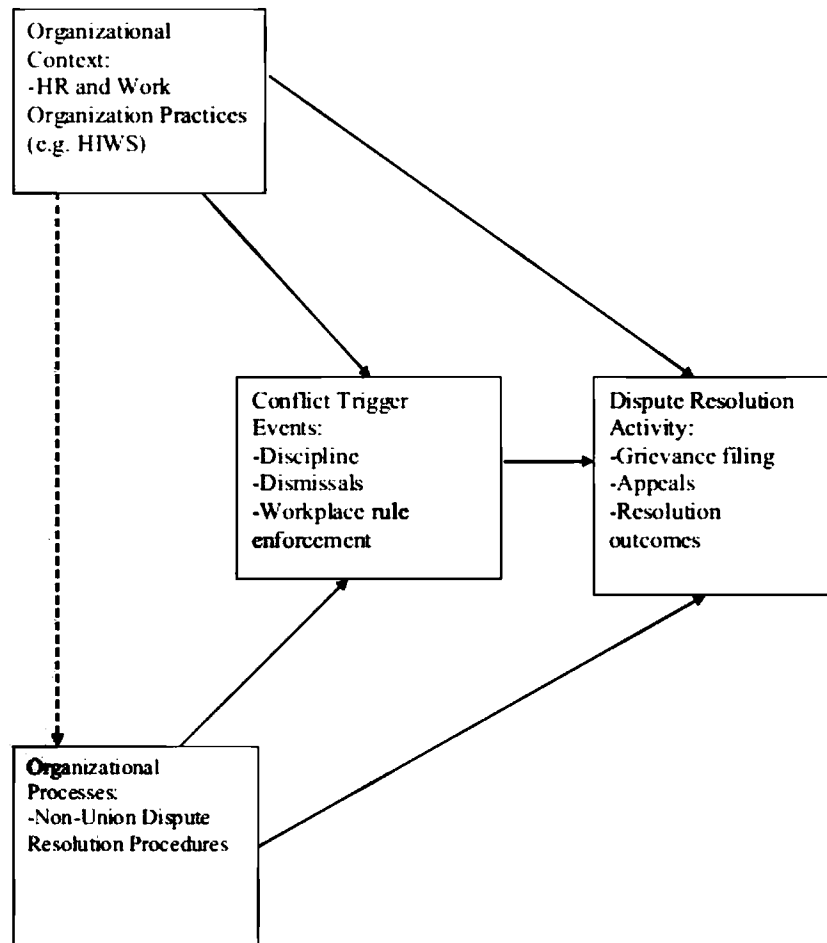 Organizational
Context:
-HR and Work
Organization Practices
(e.g. HIWS)
Conflict Trigger
Events:
-Discipline
-Dismissals
-Workplace rule
enforcement
Dispute Resolution
Activity:
-Grievance filing
-Appeals
-Resolution
outcomes
Organizational
Processes:
-Non-Union Dispute
Resolution Procedures